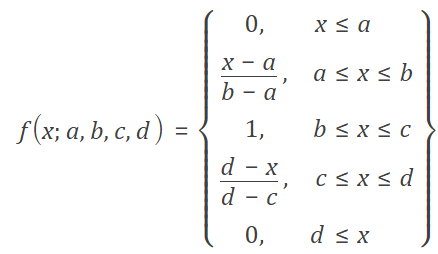 f(x; a, b, c, d) = { 0, x ≤ a
x − a / b − a, a ≤ x ≤ b
1, b ≤ x ≤ c
d − x / d − c, c ≤ x ≤ d
0, d ≤ x }